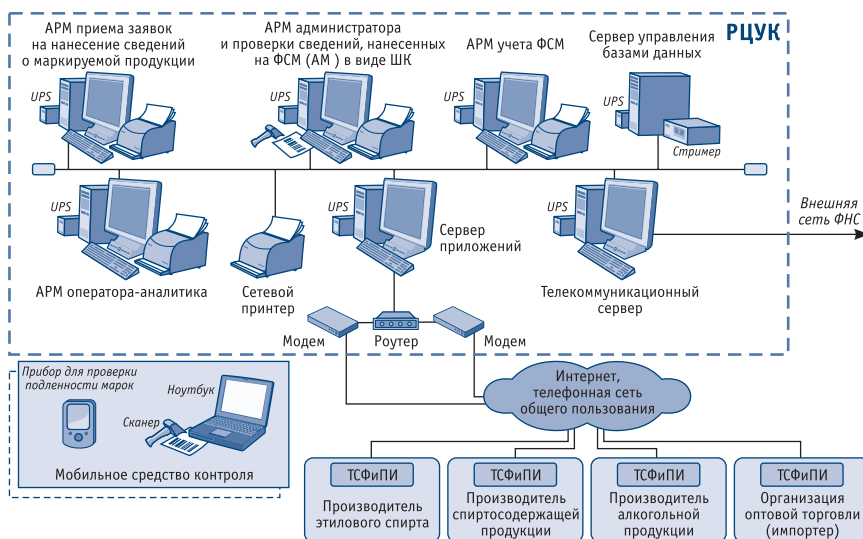 АРМ приема заявок
на нанесение сведений
о маркируемой продукции
АРМ администратора
и проверки сведений, нанесенных
на ФСМ (АМ ) в виде ШК
АРМ учета ФСМ
Сервер управления
базами данных
РЦУК
UPS
UPS
UPS
UPS
Стример
UPS
АРМ оператора-аналитика
Сетевой
принтер
UPS
Сервер
приложений
UPS
Телекоммуникационный
сервер
Внешняя
сеть ФНС
Модем
Роутер
Модем
Прибор для проверки
подленности марок
Ноутбук
Сканер
Мобильное средство контроля
Интернет,
телефонная сеть
общего пользования
ТСФиПИ
Производитель
этилового спирта
ТСФиПИ
Производитель
спиртосодержащей
продукции
ТСФиПИ
Производитель
алкогольной
продукции
ТСФиПИ
Организация
оптовой торговли
(импортер)